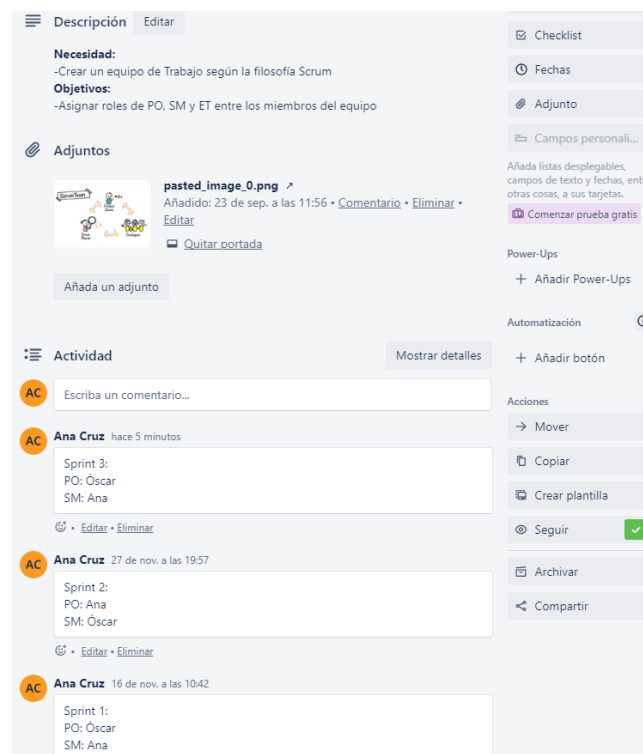 Descripción Editar
Necesidad:
-Crear un equipo de Trabajo según la filosofía Scrum
Objetivos:
-Asignar roles de PO, SM y ET entre los miembros del equipo
Adjuntos
Scrum Team
pasted_image_0.png ↗
Añadido: 23 de sep. a las 11:56 • Comentario • Eliminar •
Editar
Quitar portada
Añada un adjunto
Actividad Mostrar detalles
AC Escriba un comentario...
AC Ana Cruz hace 5 minutos
Sprint 3:
PO: Óscar
SM: Ana
• Editar • Eliminar
AC Ana Cruz 27 de nov. a las 19:57
Sprint 2:
PO: Ana
SM: Óscar
• Editar • Eliminar
AC Ana Cruz 16 de nov. a las 10:42
Sprint 1:
PO: Óscar
SM: Ana
Checklist
Fechas
Adjunto
Campos personali...
Añada listas desplegables,
campos de texto y fechas, ent
otras cosas, a sus tarjetas.
Comenzar prueba gratis
Power-Ups
+ Añadir Power-Ups
Automatización
+ Añadir botón
Acciones
→ Mover
Copiar
Crear plantilla
Seguir
Archivar
Compartir